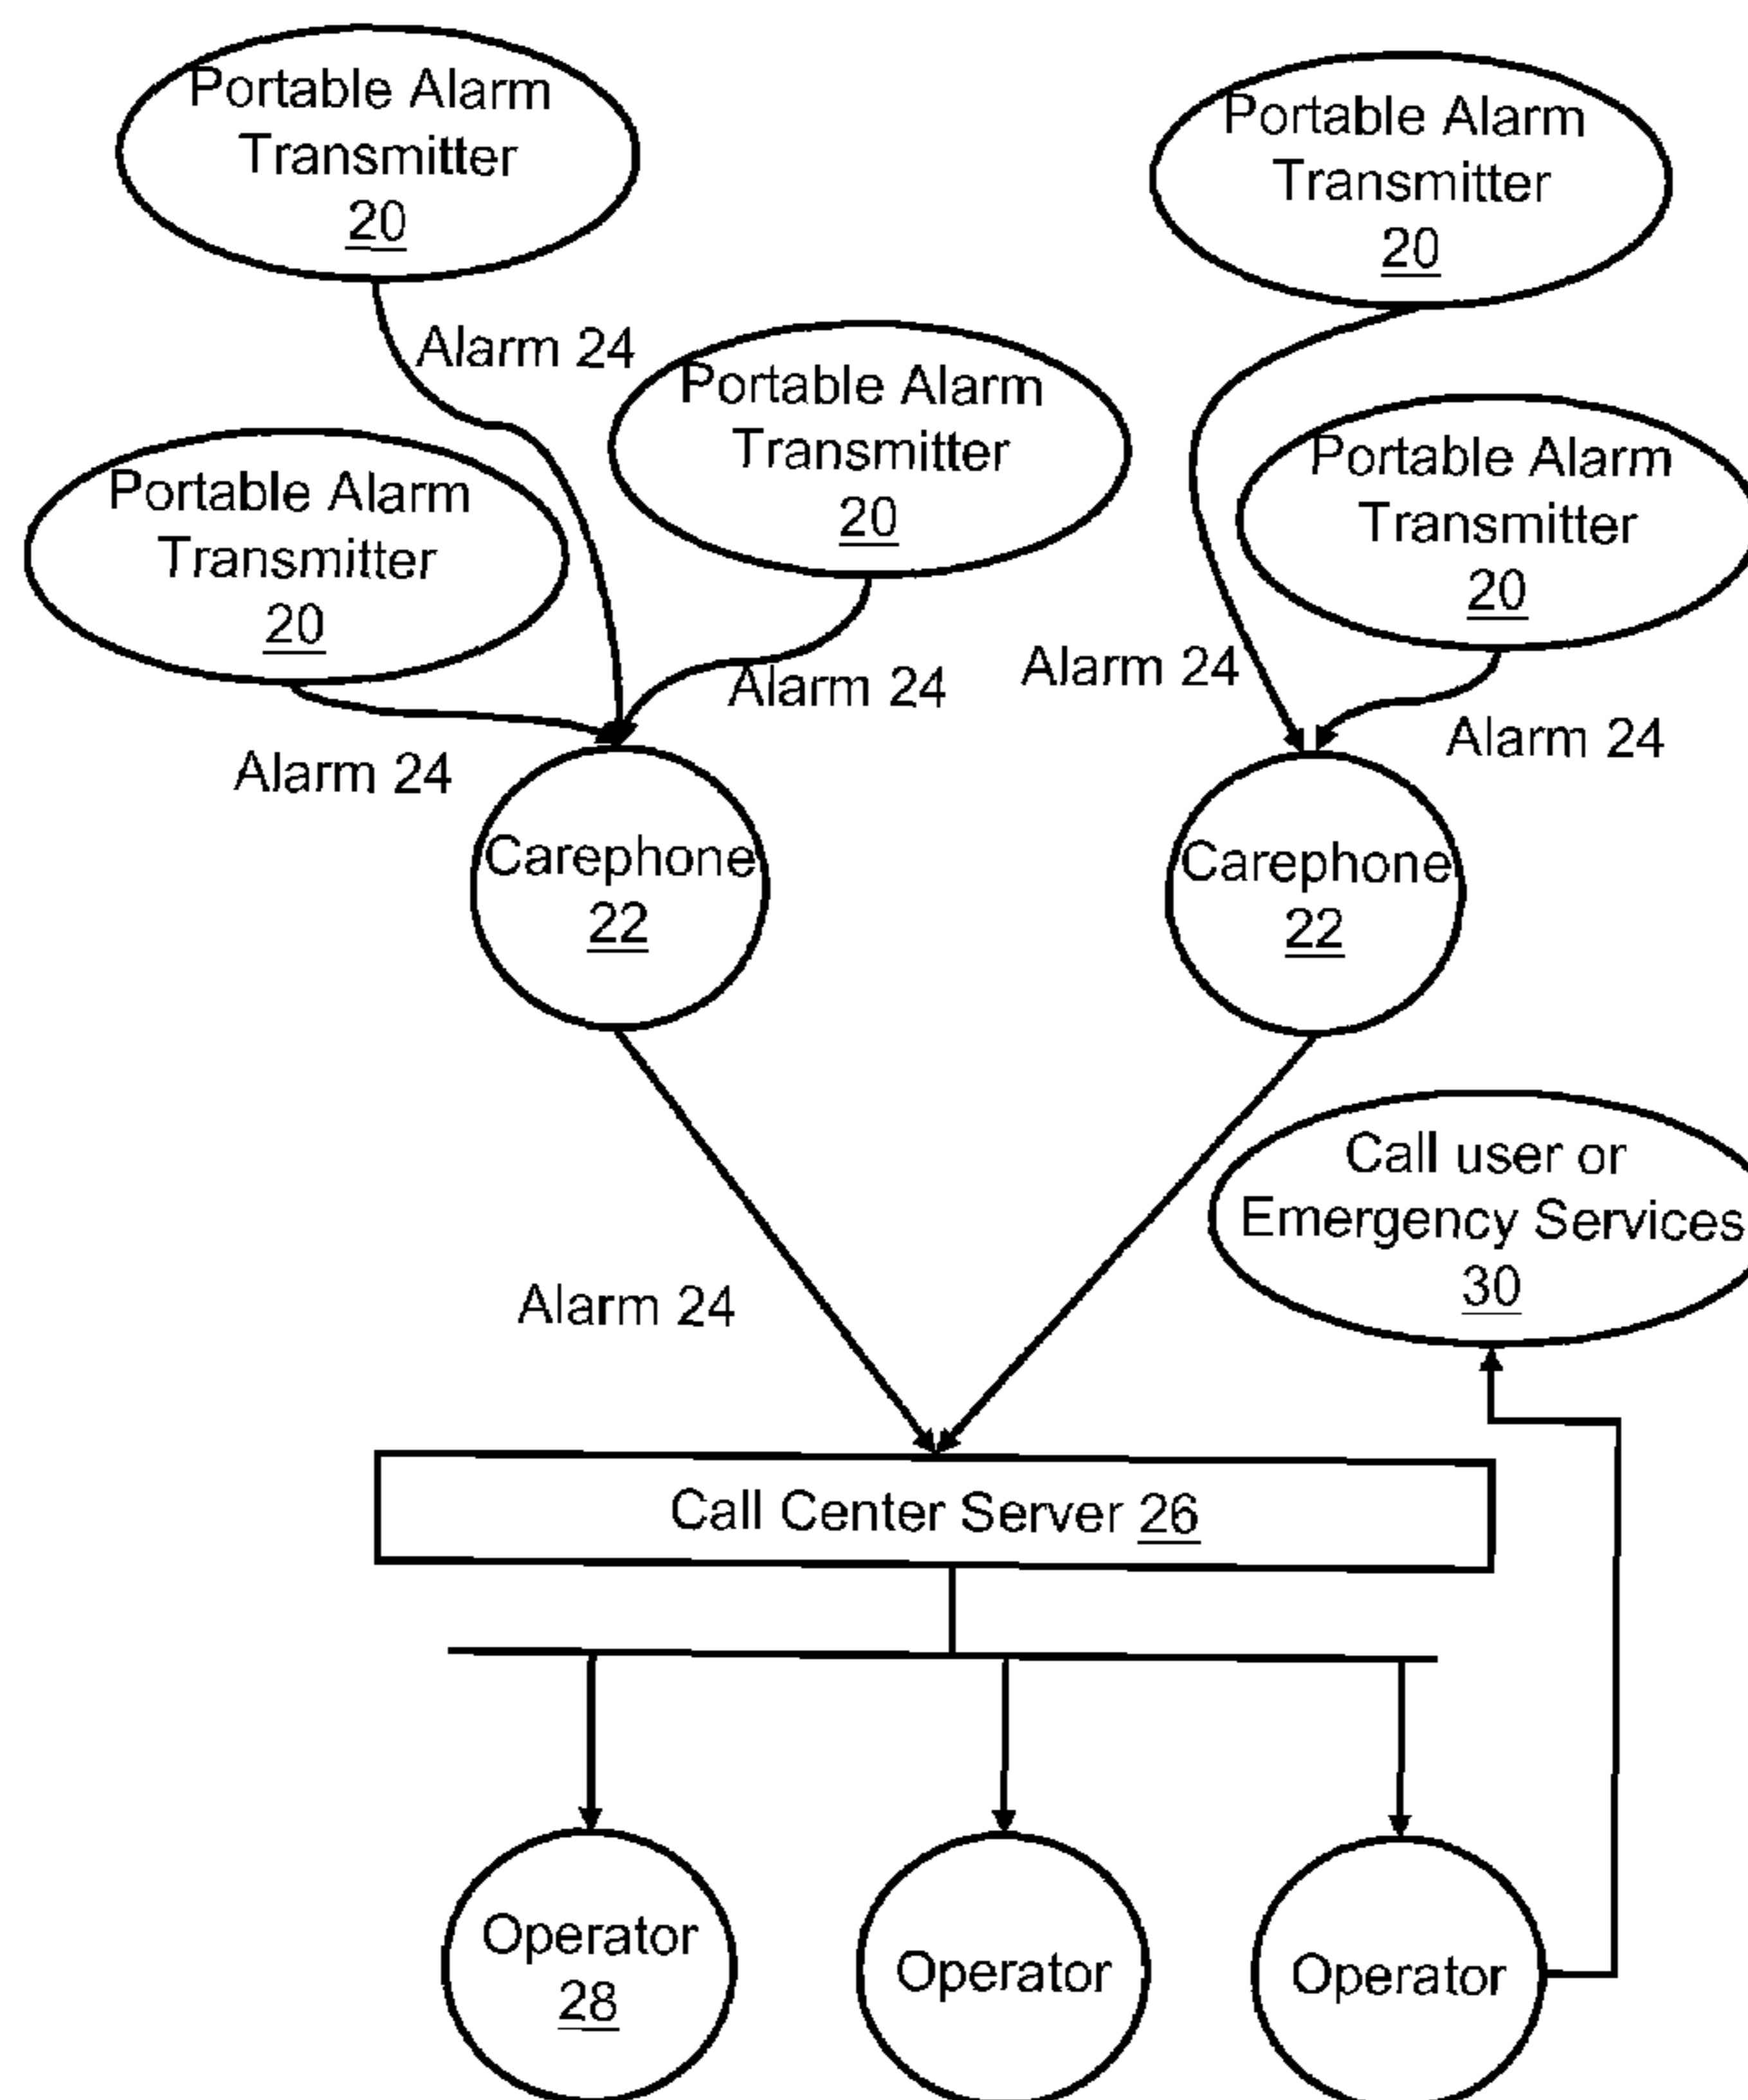 Portable Alarm
Transmitter
20
Portable Alarm
Transmitter
20
Alarm 24
Portable Alarm
Transmitter
20
Portable Alarm
Transmitter
20
Portable Alarm
Transmitter
20
Alarm 24
Alarm 24
Alarm 24
Alarm 24
Carephone
22
Carephone
22
Call user or
Emergency Services
30
Alarm 24
Call Center Server 26
Operator
28
Operator
Operator